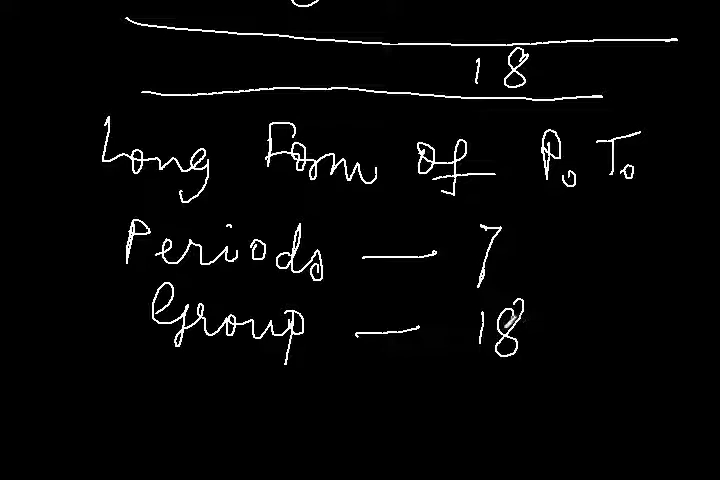 18
Long Form of P. T.
Periods — 7
Group — 18